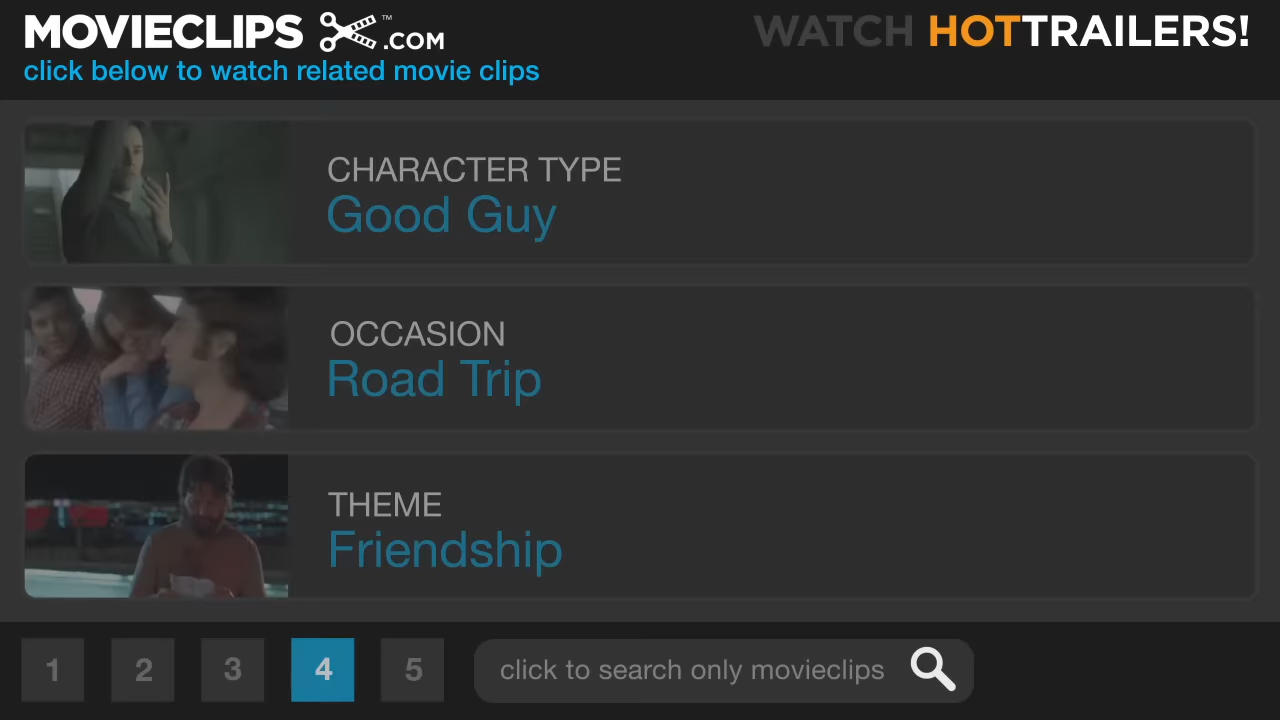 MOVIECLIPS ™ .COM
WATCH HOTTRAILERS!
click below to watch related movie clips
CHARACTER TYPE
Good Guy
OCCASION
Road Trip
THEME
Friendship
1 2 3 4 5 click to search only movieclips